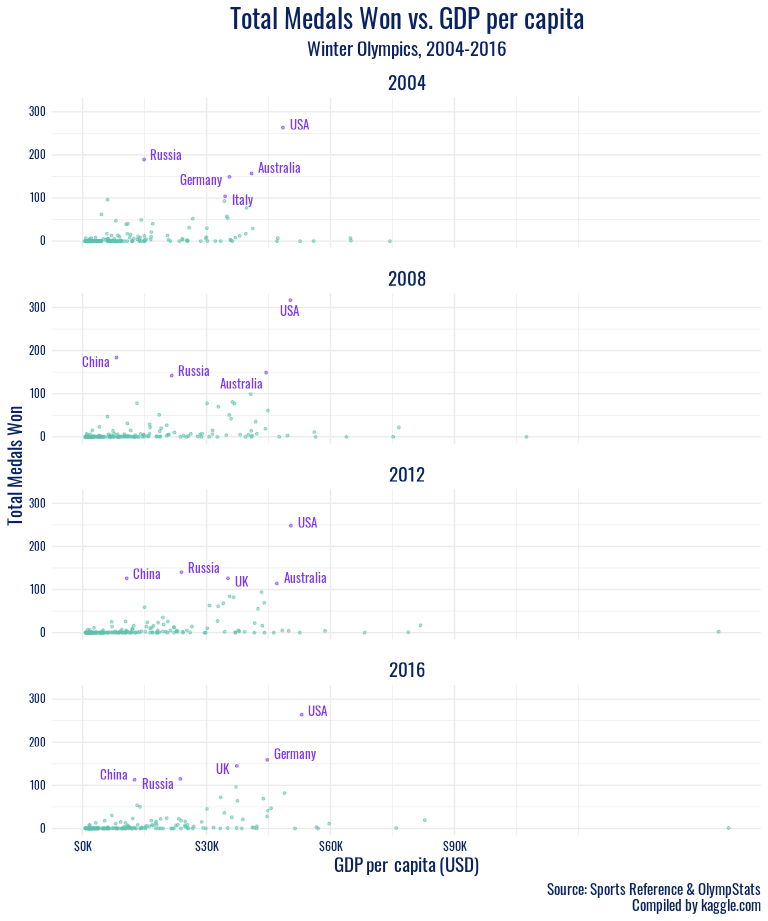 Total Medals Won vs. GDP per capita
Winter Olympics, 2004-2016
2004
300
200
100
0
USA
Russia
Australia
Germany
Italy
2008
300
200
100
0
USA
China
Russia
Australia
Total Medals Won
2012
300
200
100
0
USA
Russia
China
UK
Australia
2016
300
200
100
0
USA
Germany
UK
China
Russia
$0K
$30K
$60K
$90K
GDP per capita (USD)
Source: Sports Reference & OlympStats
Compiled by kaggle.com